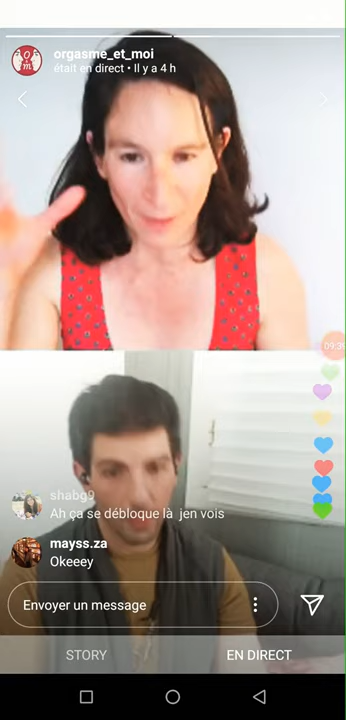 orgasme_et_moi
était en direct • Il y a 4 h
09:39
shabg9
Ah ça se débloque là jen vois
mayss.za
Okeeey
Envoyer un message
STORY
EN DIRECT